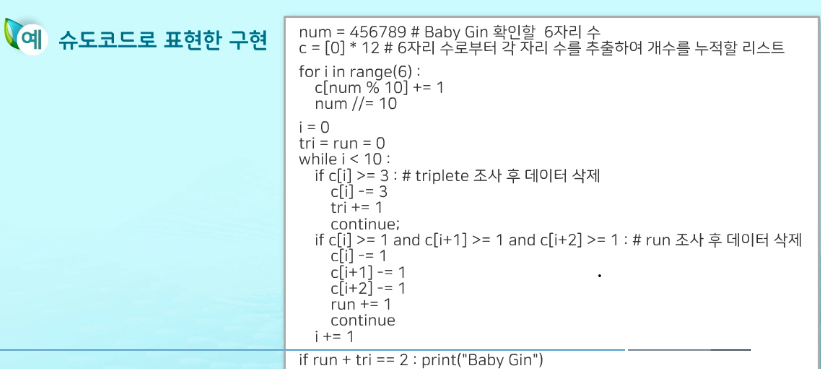 예 슈도코드로 표현한 구현
num = 456789 # Baby Gin 확인할 6자리 수
c = [0] * 12 # 6자리 수로부터 각 자리 수를 추출하여 개수를 누적할 리스트
for i in range(6) :
c[num % 10] += 1
num //= 10
i = 0
tri = run = 0
while i < 10 :
if c[i] >= 3 : # triplete 조사 후 데이터 삭제
c[i] -= 3
tri += 1
continue;
if c[i] >= 1 and c[i+1] >= 1 and c[i+2] >= 1 : # run 조사 후 데이터 삭제
c[i] -= 1
c[i+1] -= 1
c[i+2] -= 1
run += 1
continue
i += 1
if run + tri == 2 : print("Baby Gin")